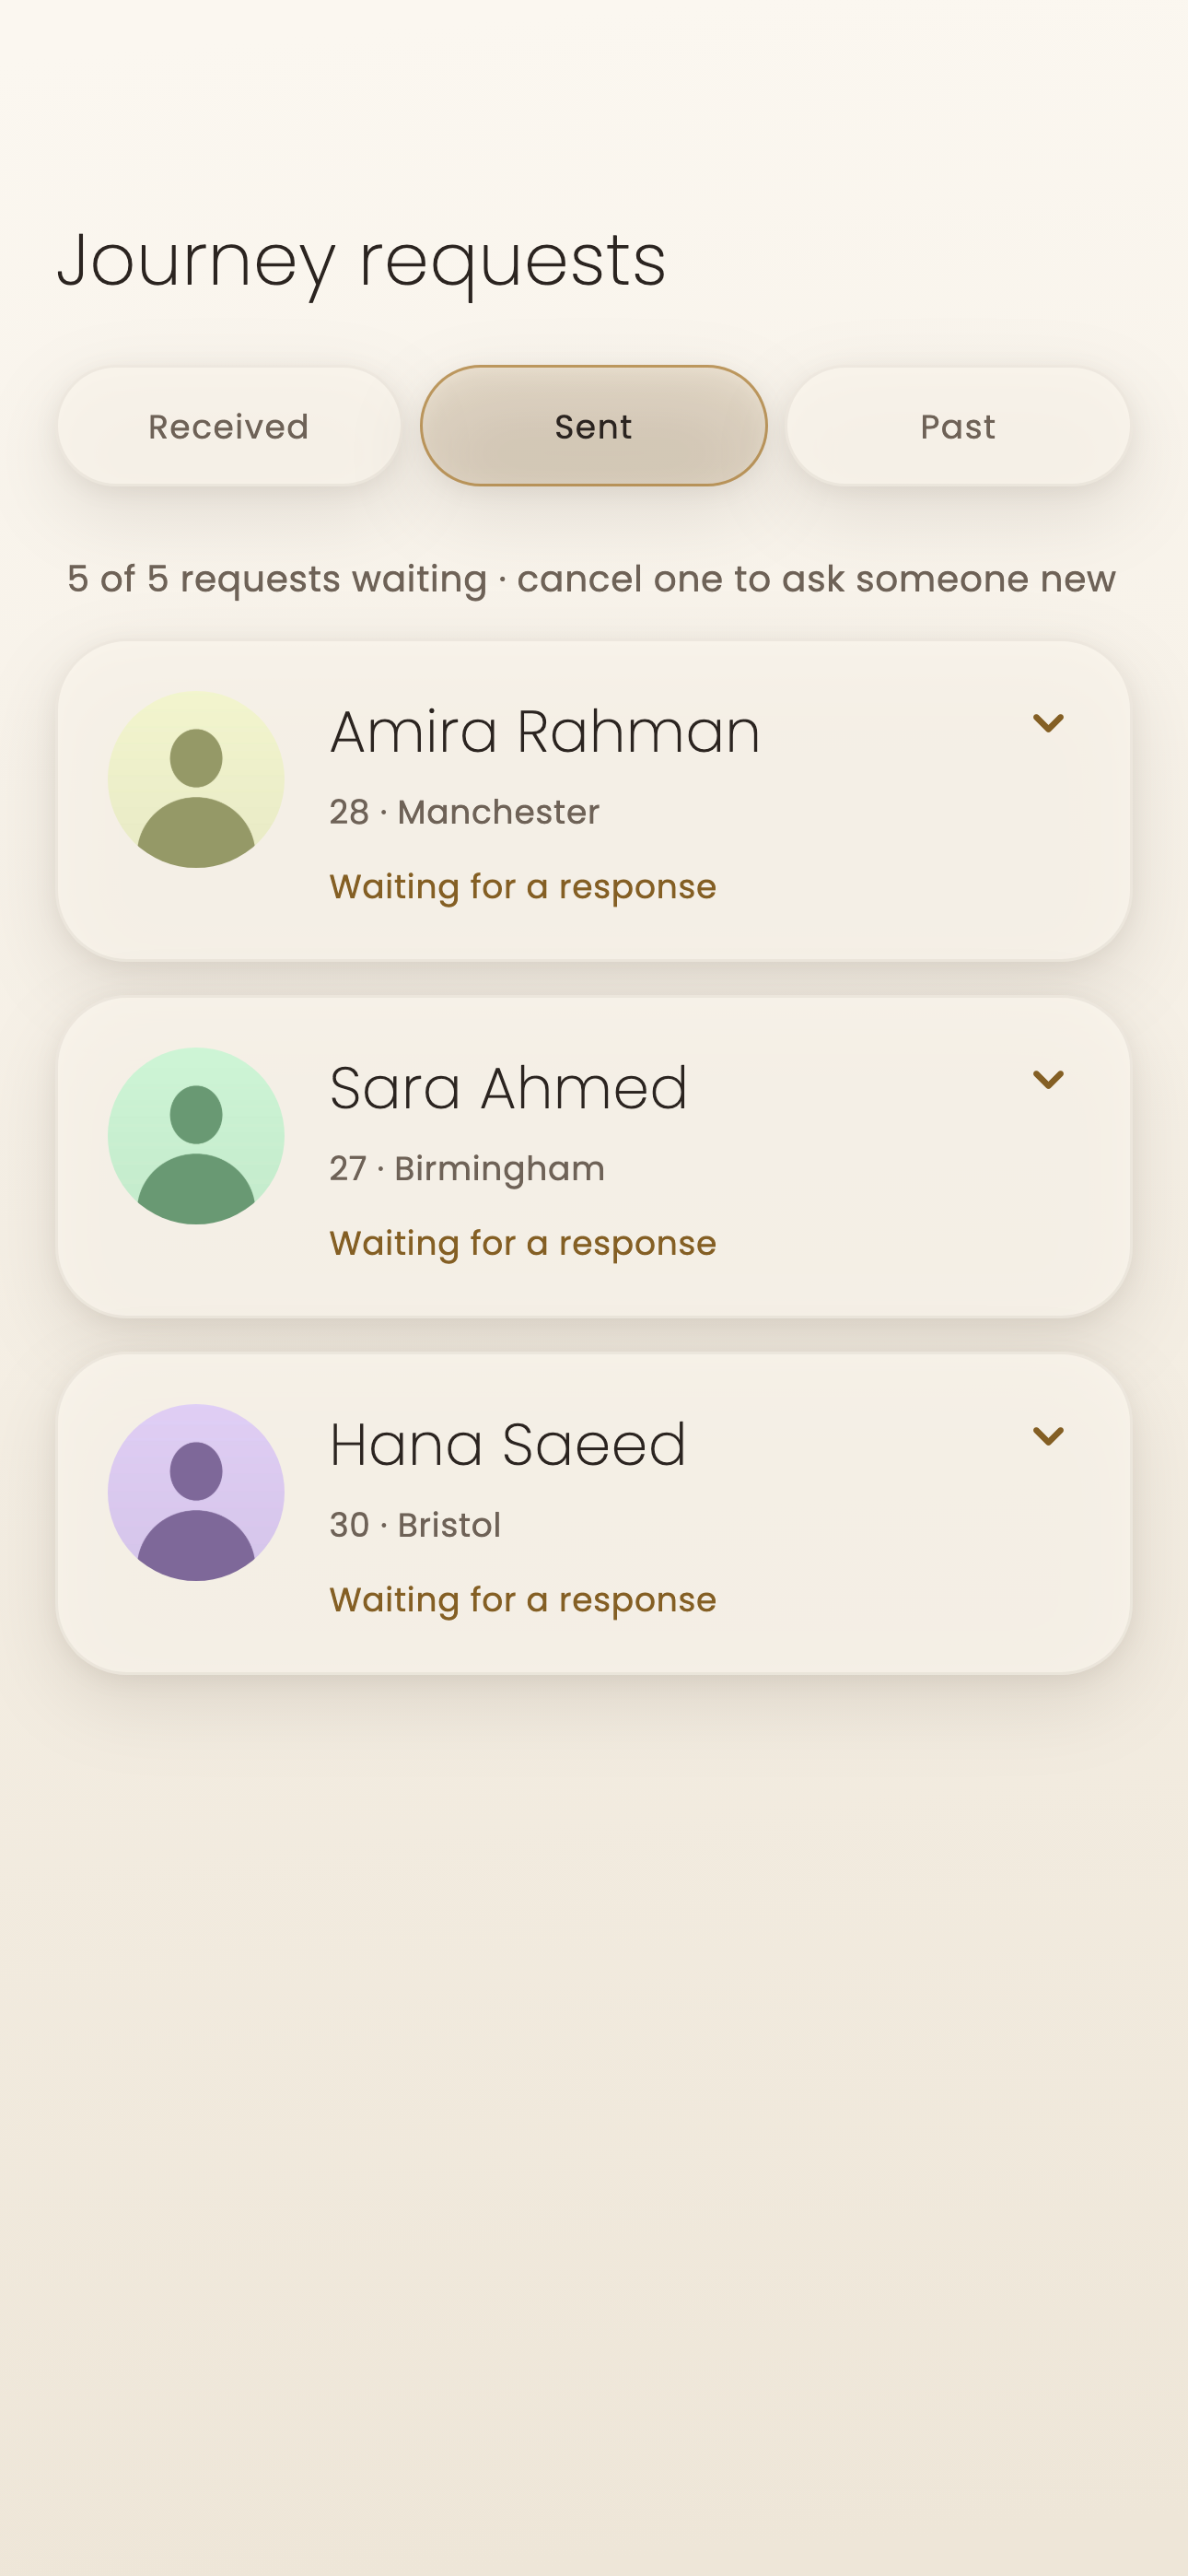 Journey requests
Received
Sent
Past
5 of 5 requests waiting · cancel one to ask someone new
Amira Rahman
28 · Manchester
Waiting for a response
Sara Ahmed
27 · Birmingham
Waiting for a response
Hana Saeed
30 · Bristol
Waiting for a response